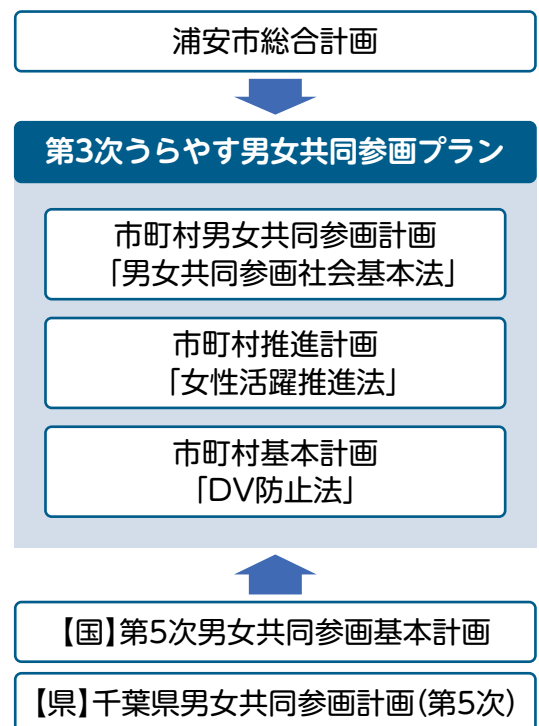 浦安市総合計画
第3次うらやす男女共同参画プラン
市町村男女共同参画計画
「男女共同参画社会基本法」
市町村推進計画
「女性活躍推進法」
市町村基本計画
「DV防止法」
【国】第5次男女共同参画基本計画
【県】千葉県男女共同参画計画(第5次)